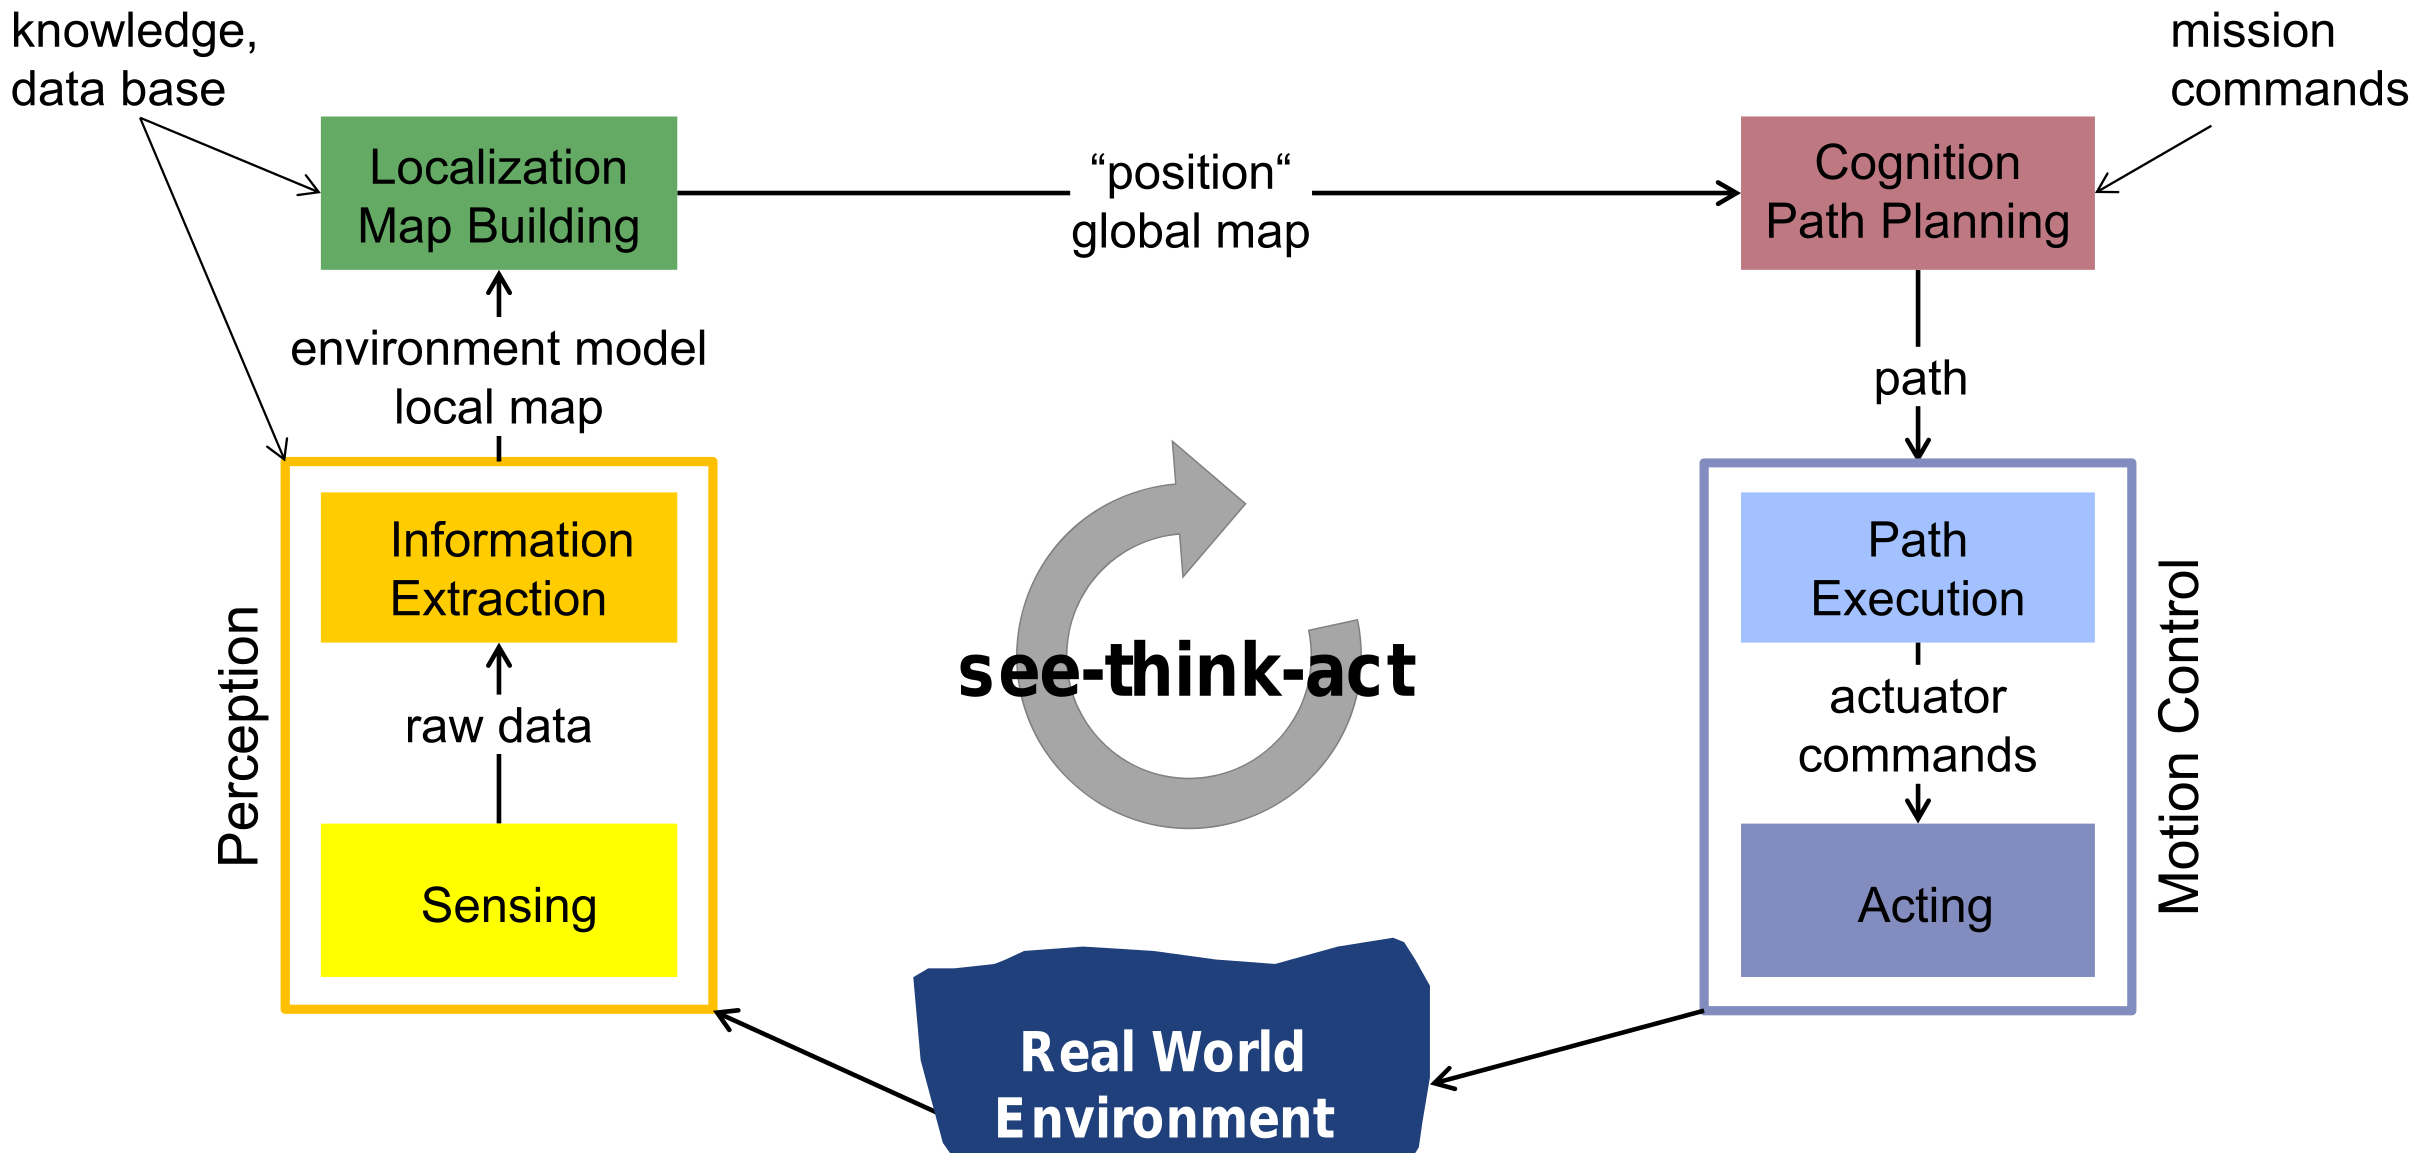 knowledge,
data base
mission
commands
Localization
Map Building
“position“
global map
Cognition
Path Planning
environment model
local map
path
Perception
Information
Extraction
raw data
Sensing
see-think-act
Path
Execution
actuator
commands
Acting
Motion Control
Real World
Environment